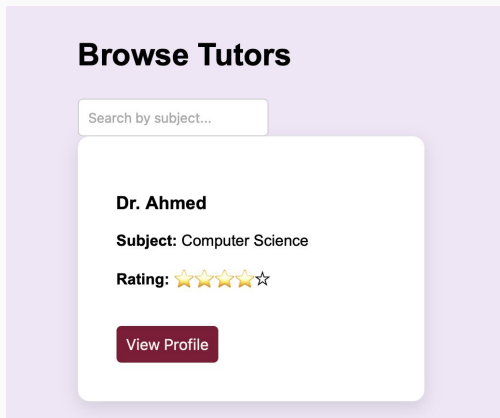 Browse Tutors
Search by subject...
Dr. Ahmed
Subject: Computer Science
Rating: ⭐⭐⭐⭐☆
View Profile